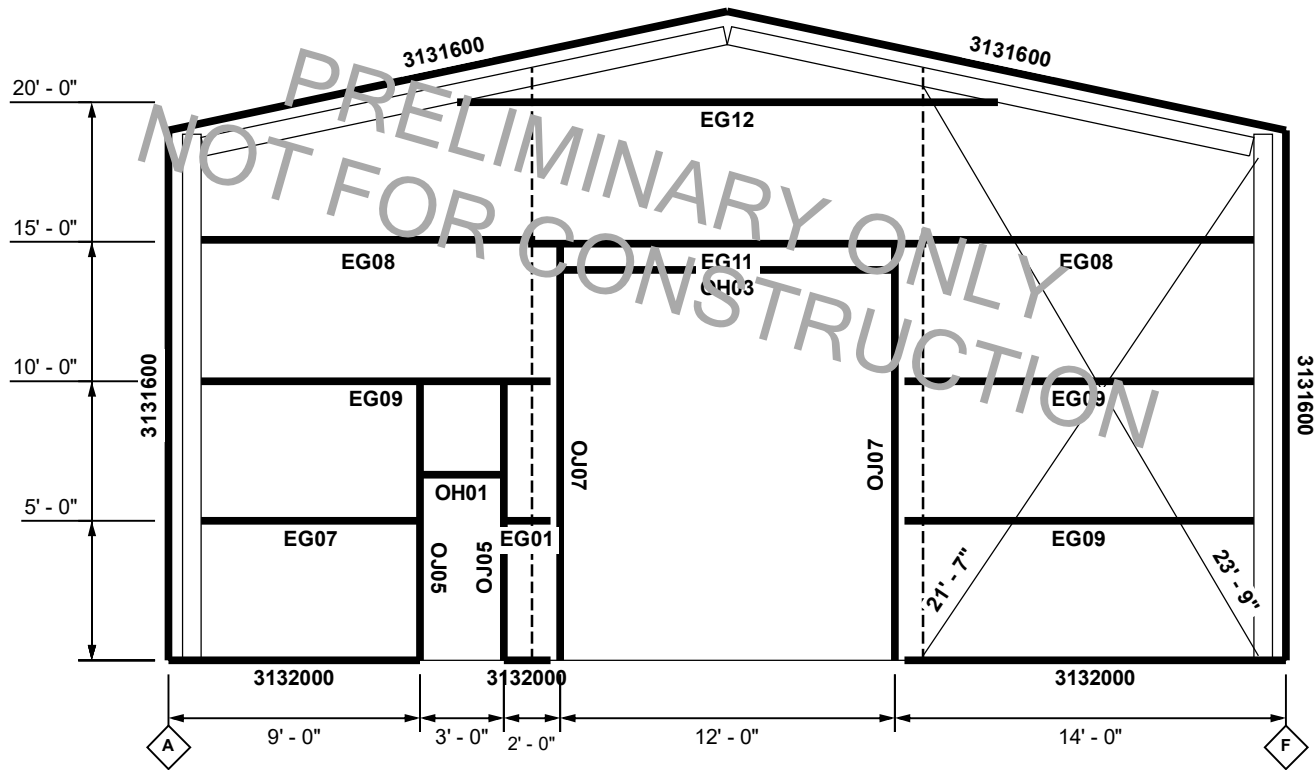 3131600
3131600
20' - 0"
EG12
PRELIMINARY ONLY
NOT FOR CONSTRUCTION
15' - 0"
EG08
EG11
EG08
OH03
10' - 0"
3131600
EG09
EG09
3131600
OJ07
OJ07
OH01
5' - 0"
EG07
OJ05
OJ05
EG01
EG09
21' - 7"
23' - 9"
3132000
3132000
3132000
A
9' - 0"
3' - 0"
2' - 0"
12' - 0"
14' - 0"
F